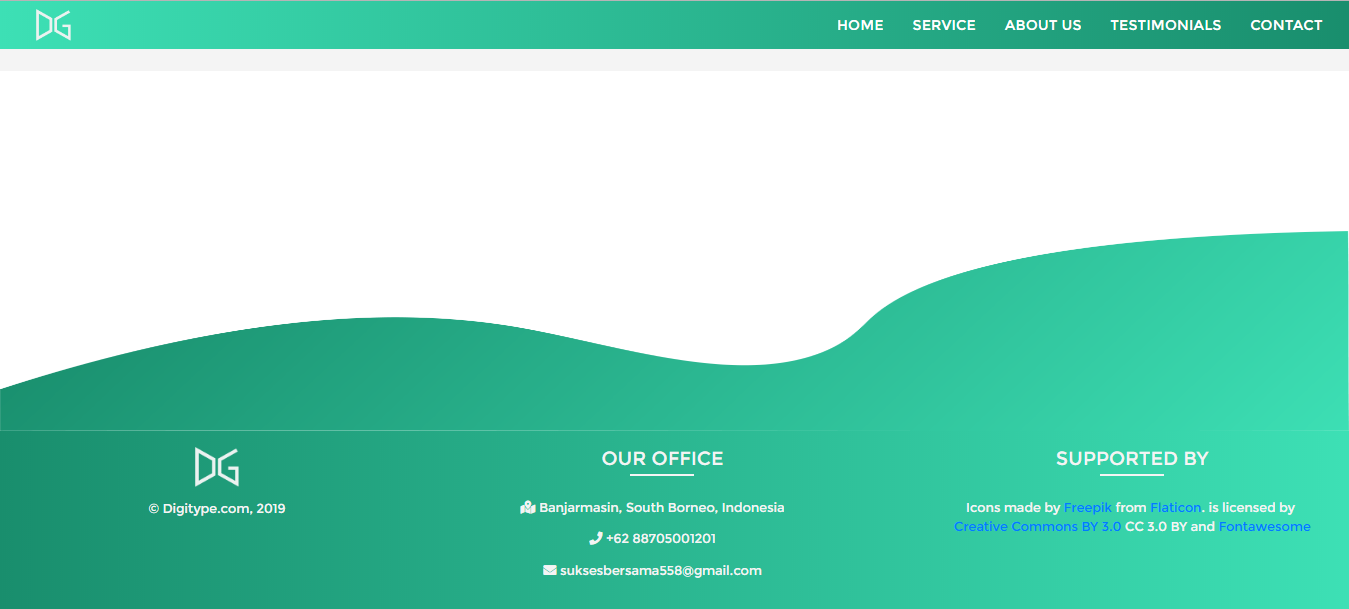 DG
HOME SERVICE ABOUT US TESTIMONIALS CONTACT
DG
© Digitype.com, 2019
OUR OFFICE
Banjarmasin, South Borneo, Indonesia
+62 88705001201
suksesbersama558@gmail.com
SUPPORTED BY
Icons made by Freepik from Flaticon. is licensed by
Creative Commons BY 3.0 CC 3.0 BY and Fontawesome